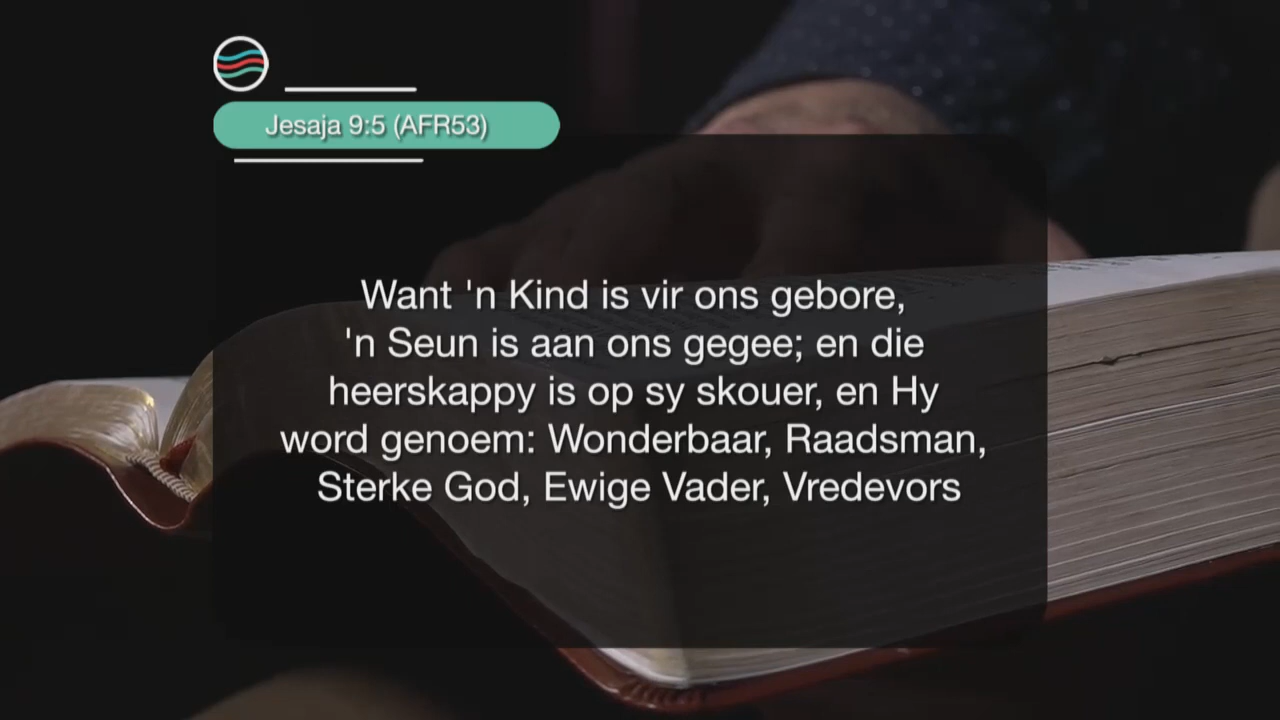 Jesaja 9:5 (AFR53)
Want 'n Kind is vir ons gebore,
'n Seun is aan ons gegee; en die
heerskappy is op sy skouer, en Hy
word genoem: Wonderbaar, Raadsman,
Sterke God, Ewige Vader, Vredevors